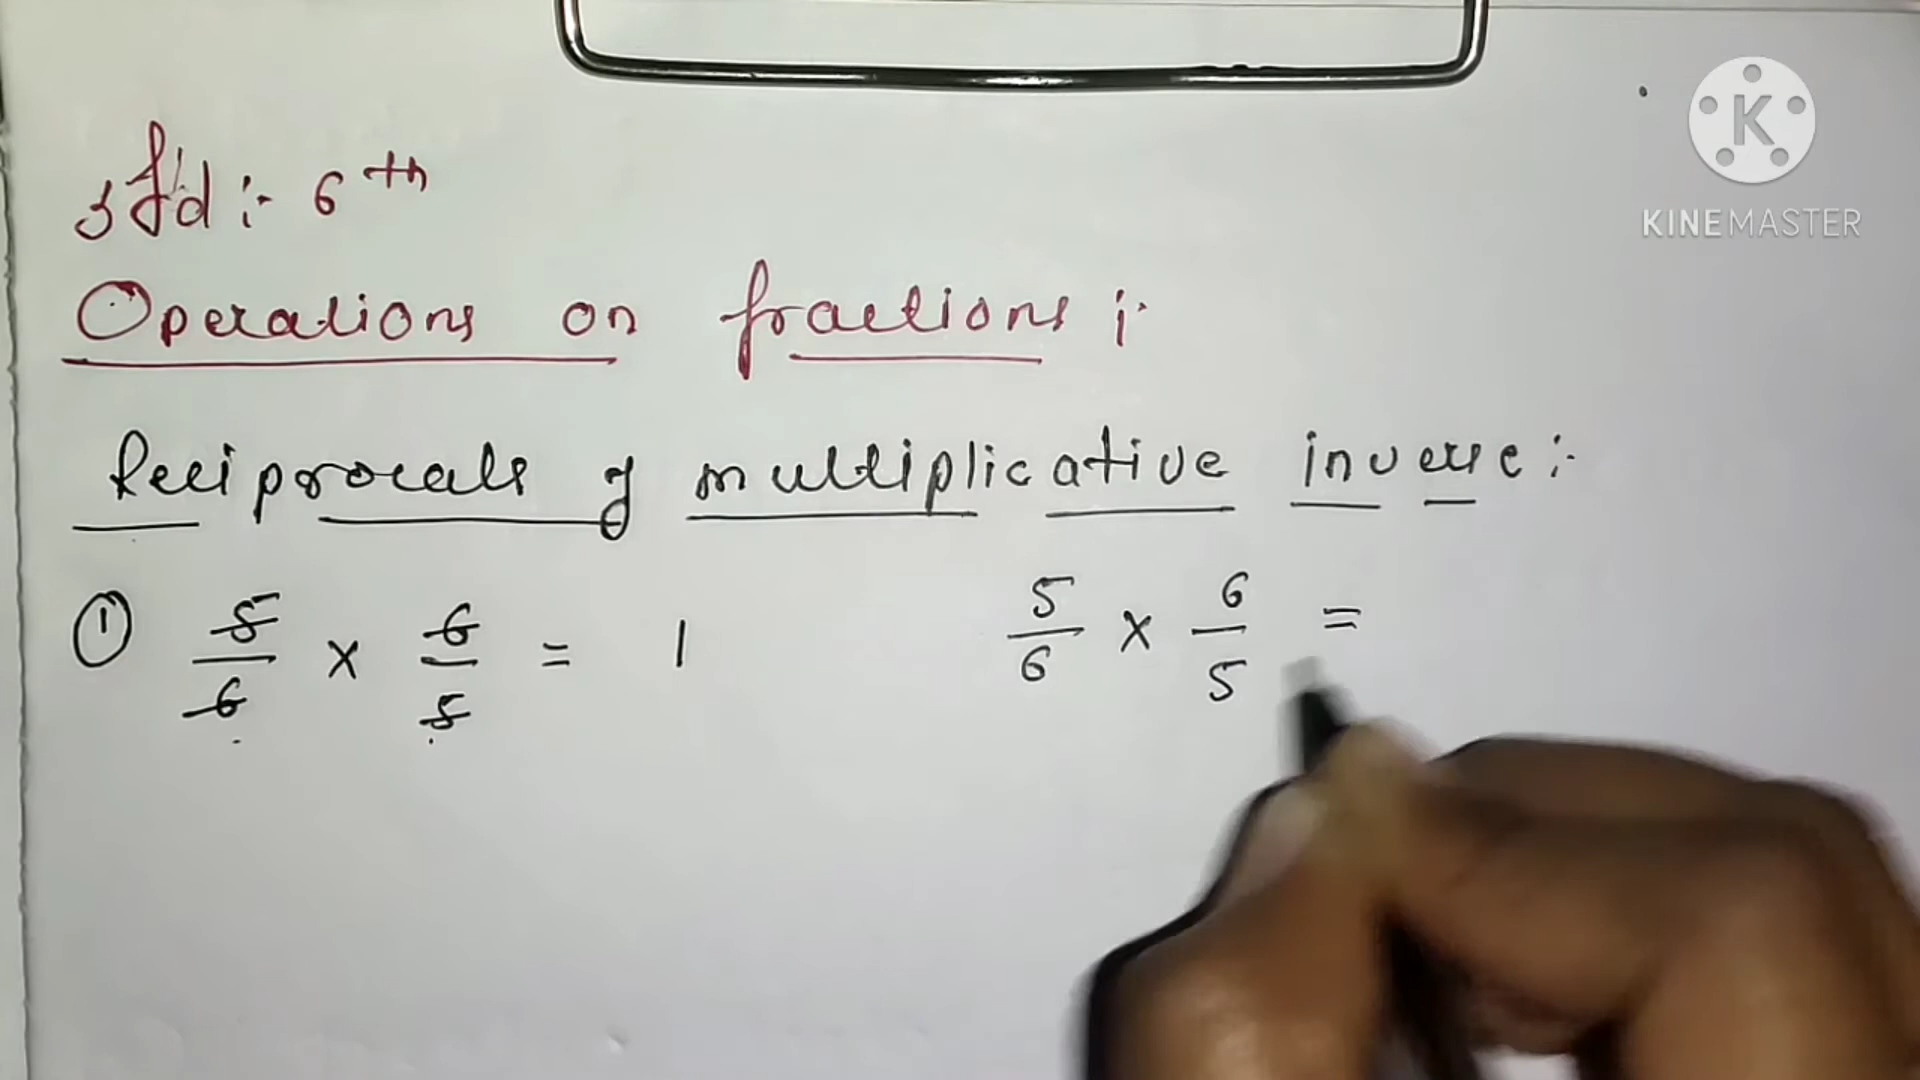 Std :- 6th
KINEMASTER
Operations on fractions :-
Reciprocals of multiplicative inverse :-
① 5/6 × 6/5 = 1    5/6 × 6/5 =